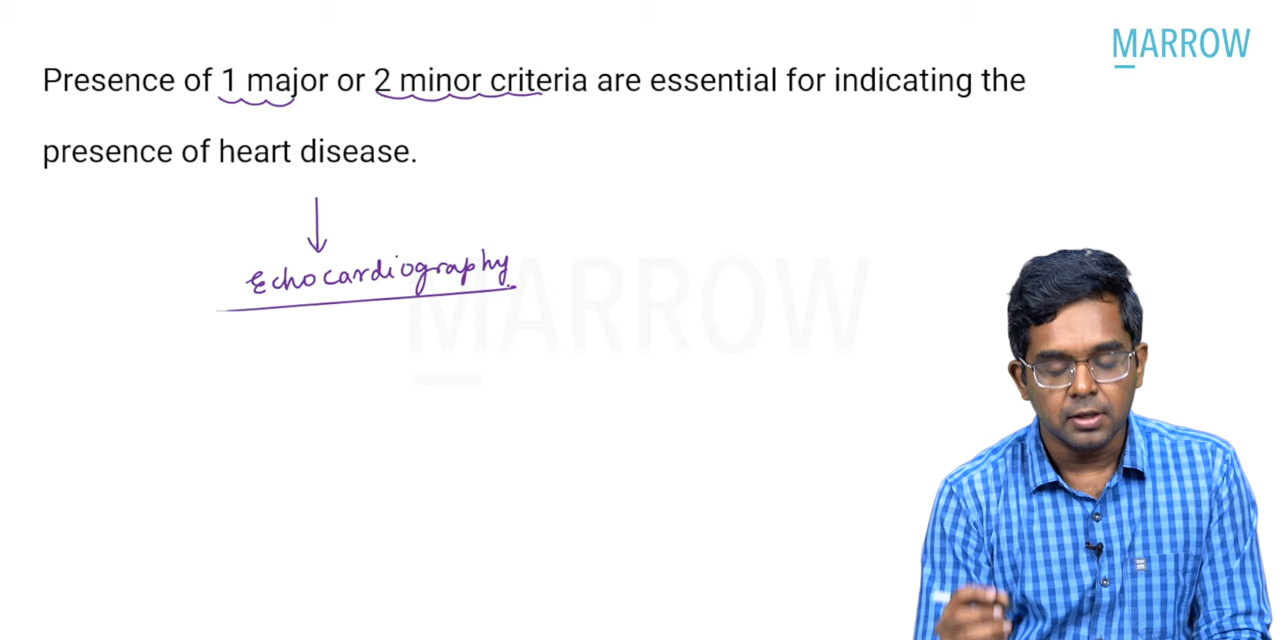 MARROW
Presence of 1 major or 2 minor criteria are essential for indicating the
presence of heart disease.
Echocardiography
MARROW